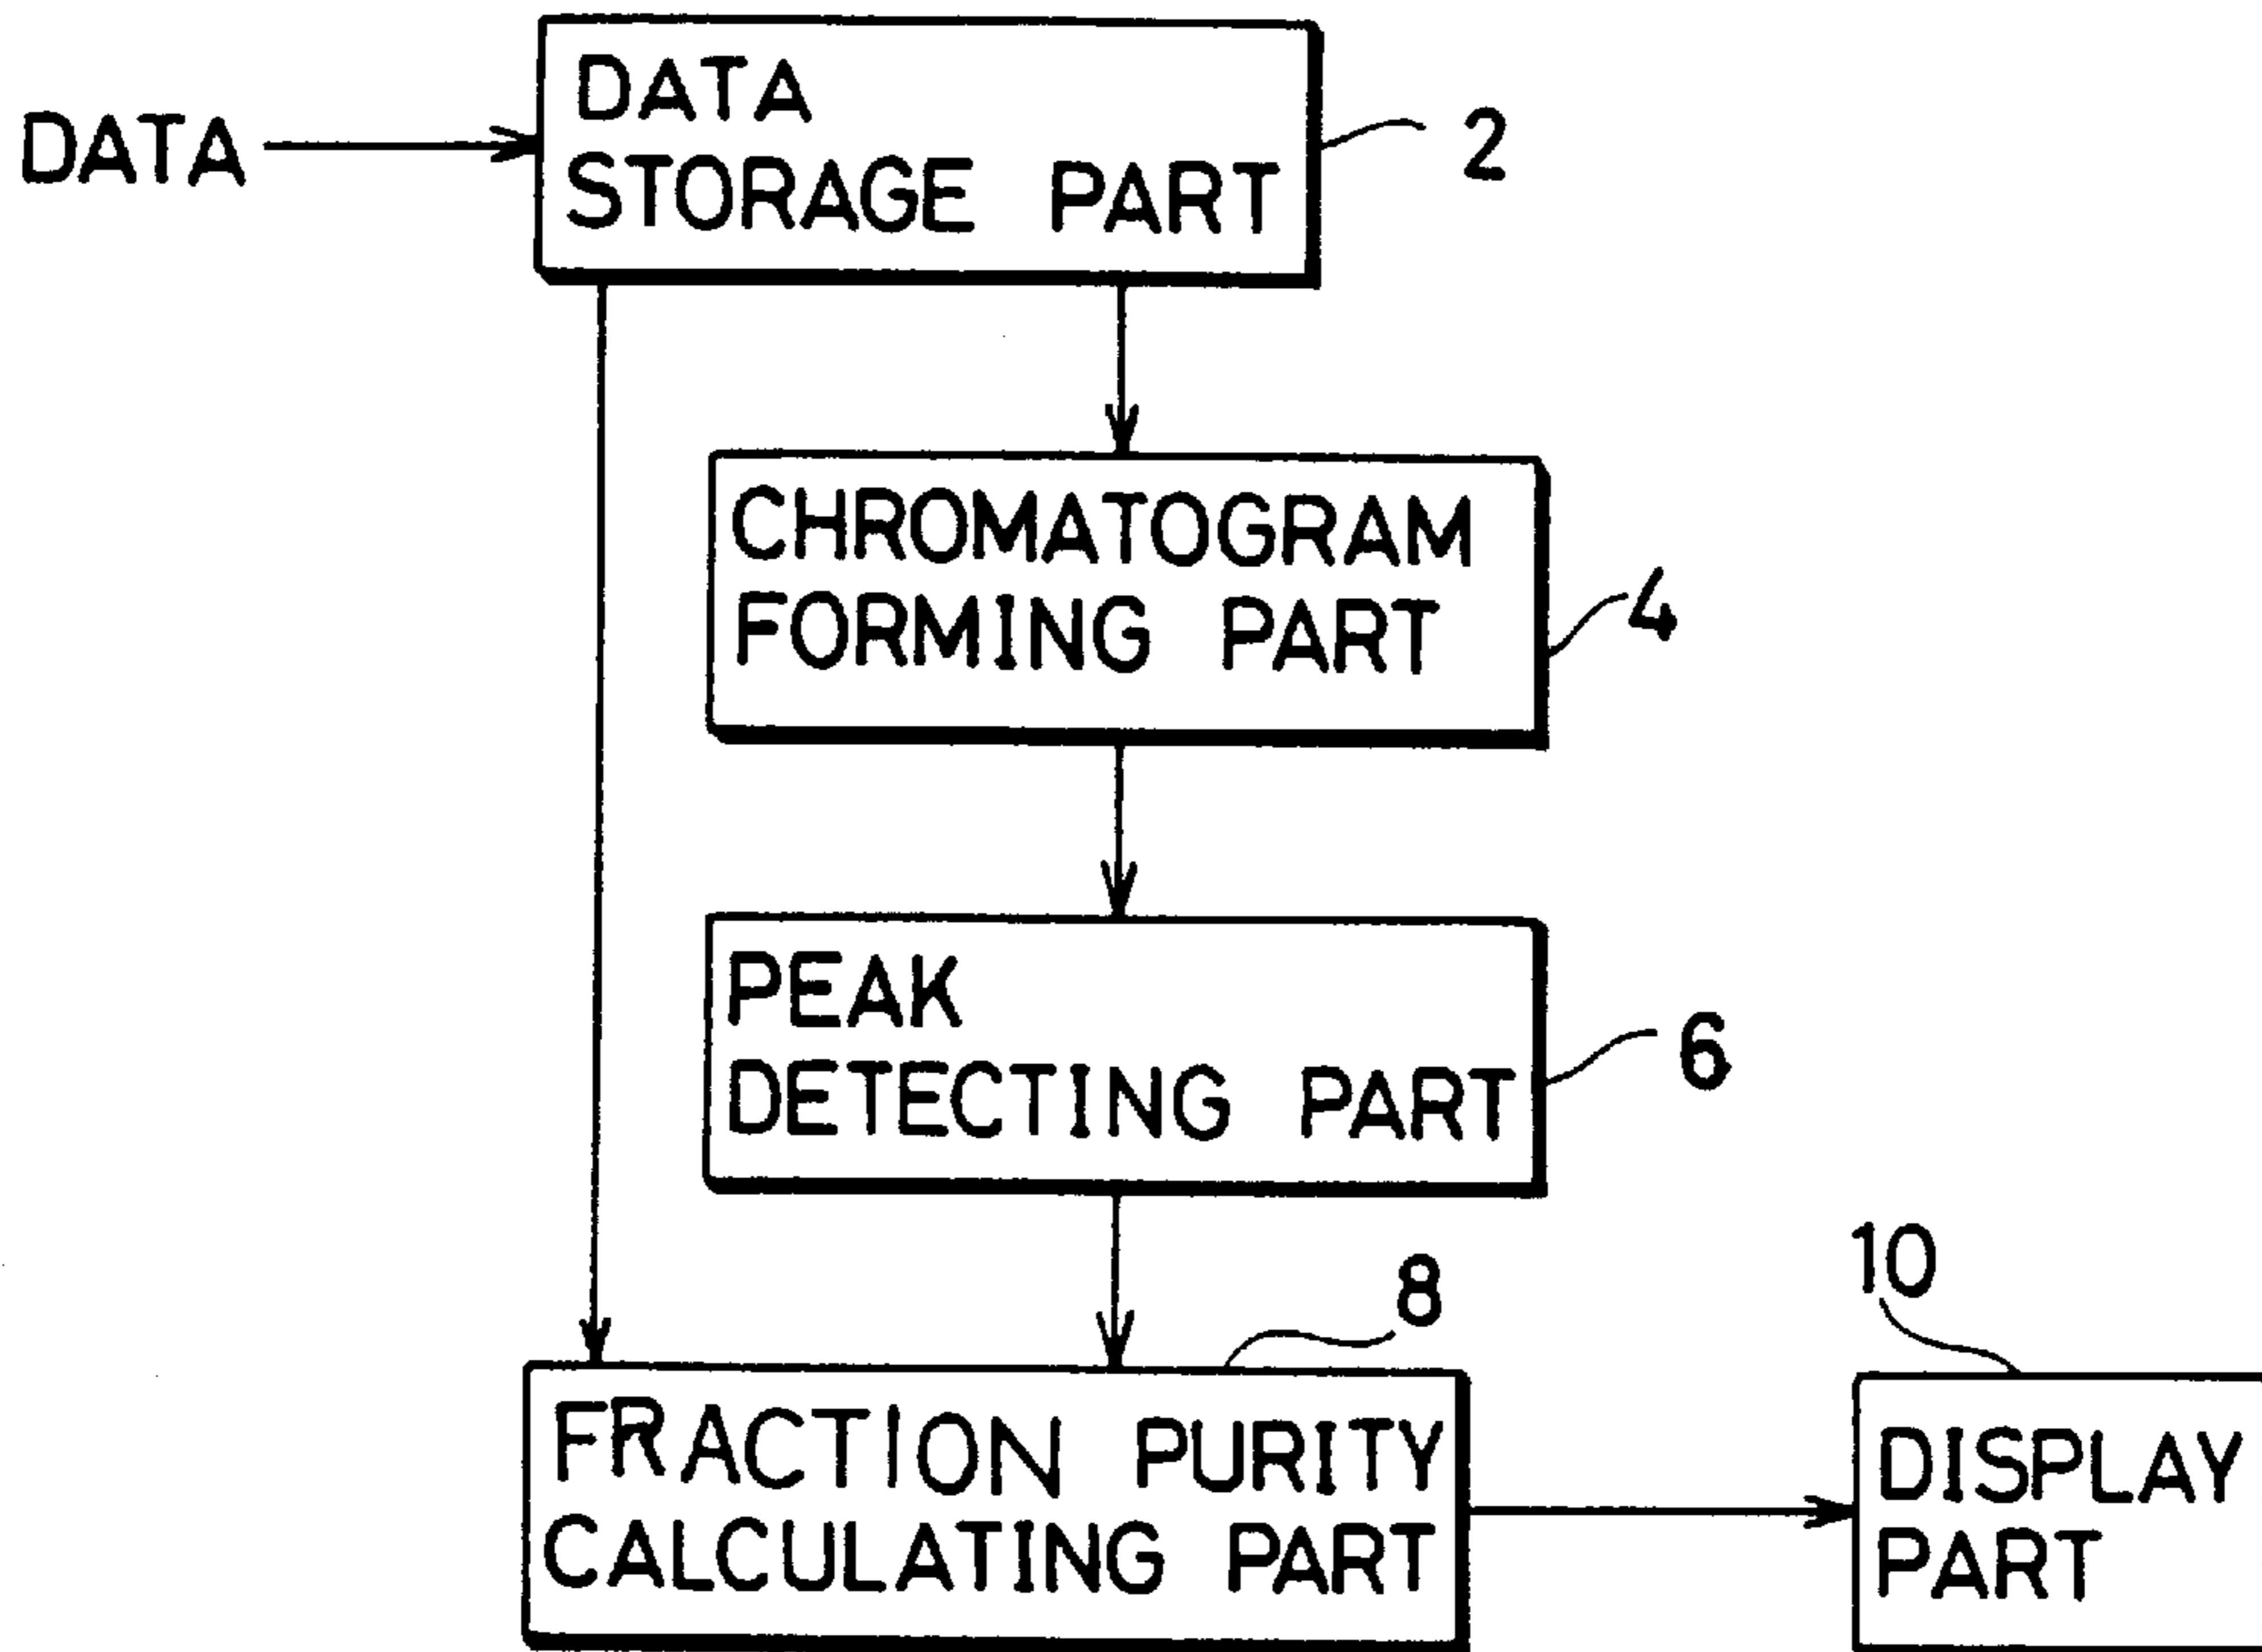 DATA
DATA
STORAGE PART
2
CHROMATOGRAM
FORMING PART
4
PEAK
DETECTING PART
6
8
10
FRACTION PURITY
CALCULATING PART
DISPLAY
PART